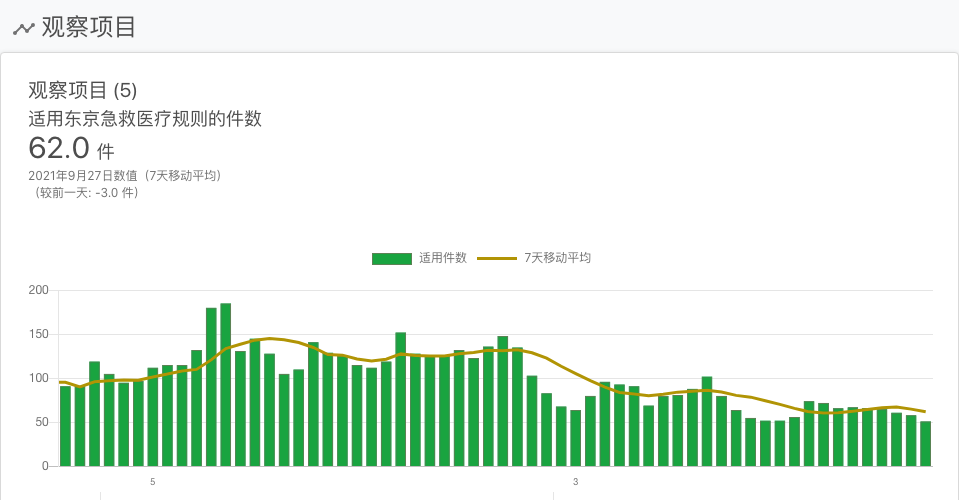 观察项目
观察项目 (5)
适用东京急救医疗规则的件数
62.0 件
2021年9月27日数值（7天移动平均）
（较前一天: -3.0 件）
适用件数 7天移动平均
200
150
100
50
0
5 3